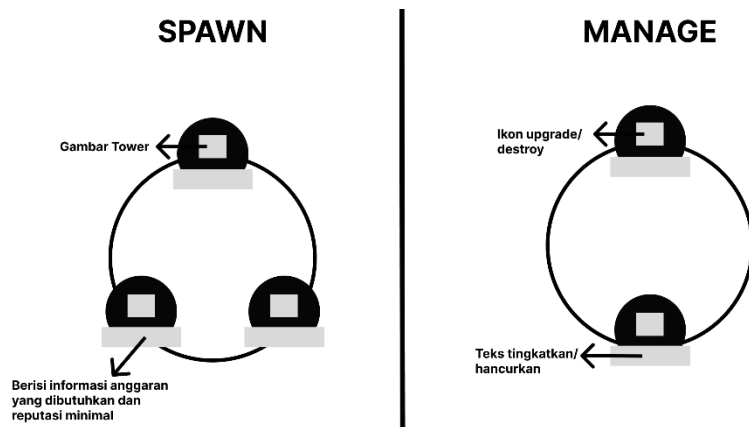 SPAWN
Gambar Tower
Berisi informasi anggaran
yang dibutuhkan dan
reputasi minimal
MANAGE
Ikon upgrade/
destroy
Teks tingkatkan/
hancurkan